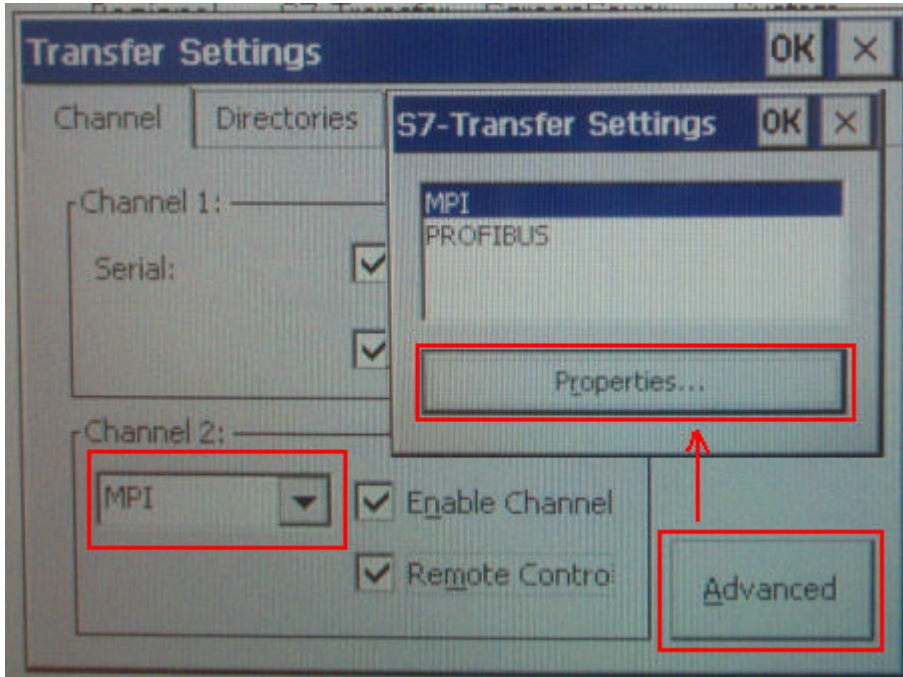 Transfer Settings OK ×
Channel Directories
S7-Transfer Settings OK ×
MPI
PROFIBUS
Properties...
Channel 1:
Serial:
Channel 2:
MPI
Enable Channel
Remote Contro
Advanced